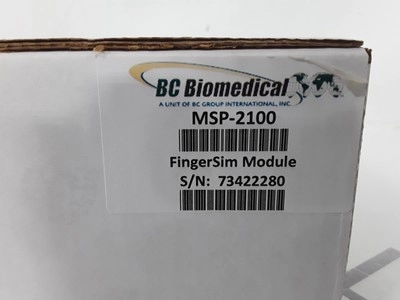 BC Biomedical
A UNIT OF BC GROUP INTERNATIONAL, INC.
MSP-2100
FingerSim Module
S/N: 73422280